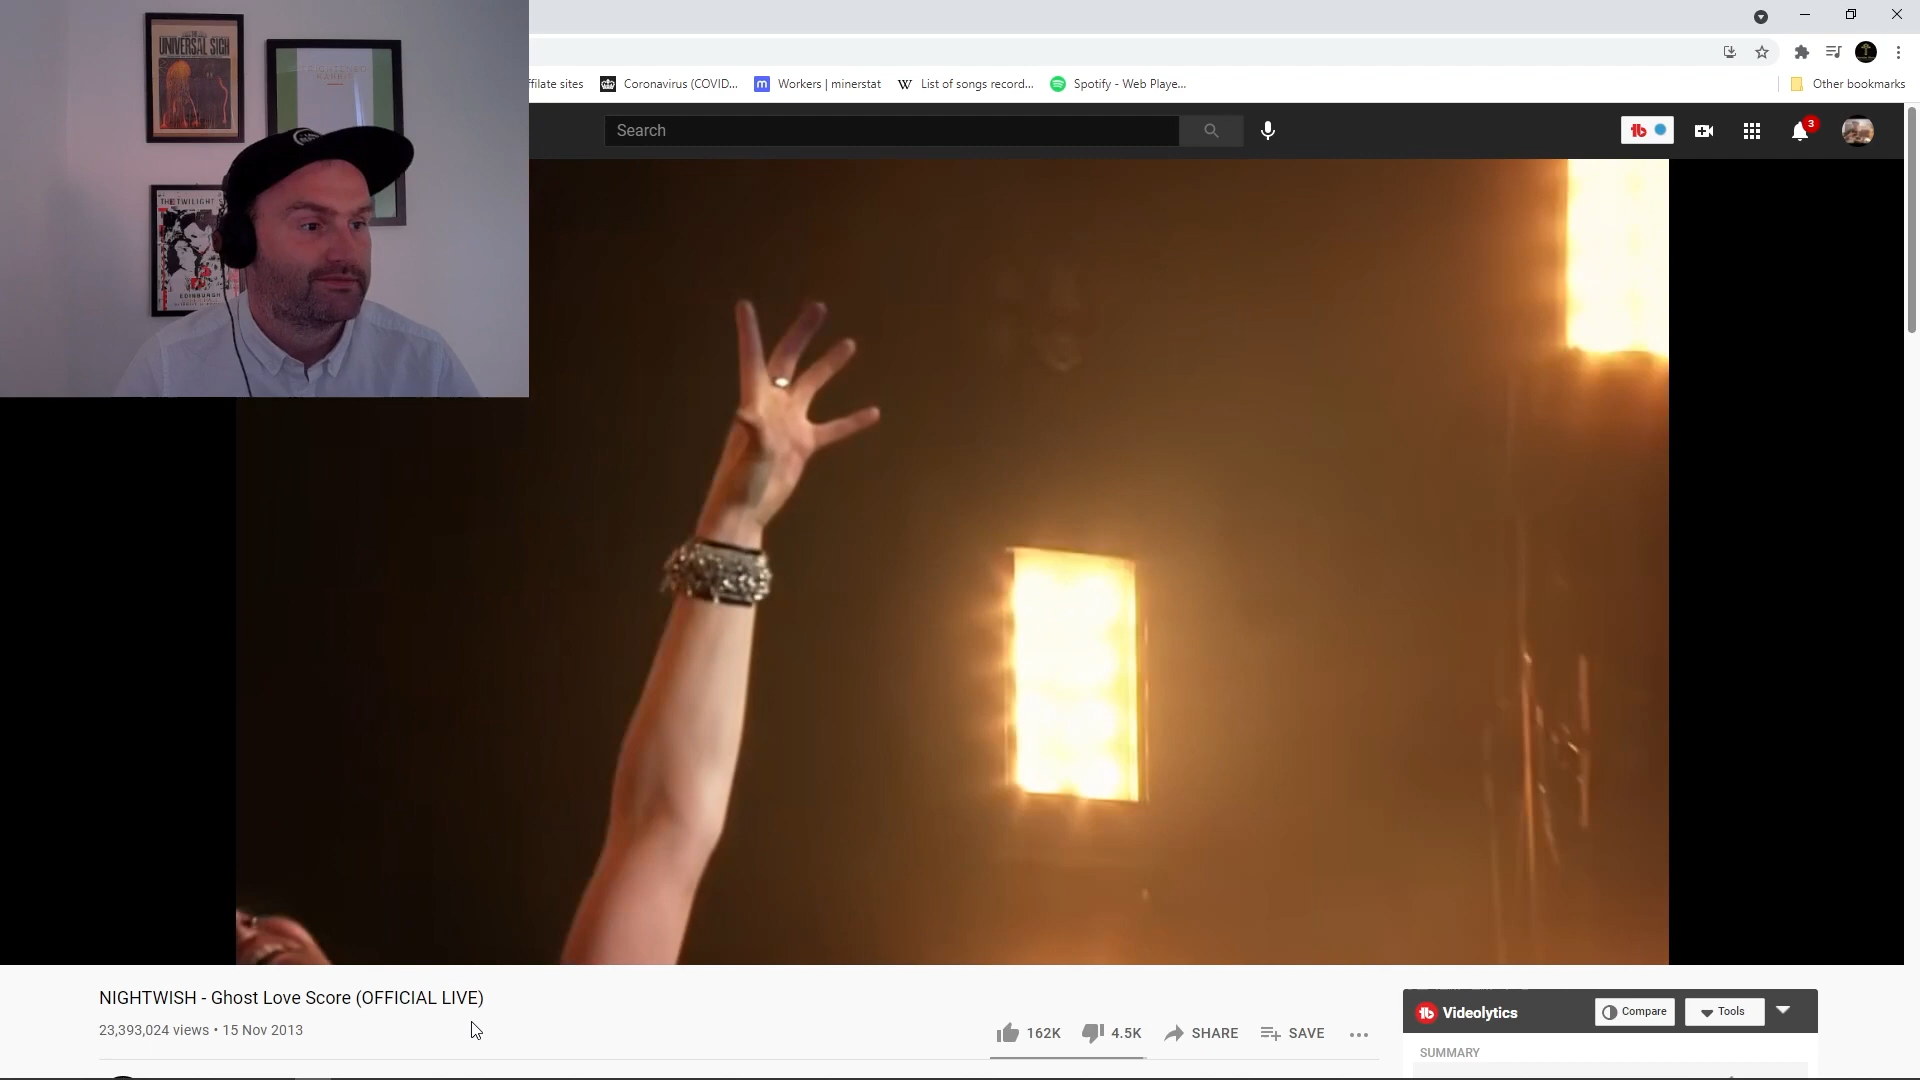 THE
UNIVERSAL SIGH
THE TWILIGHT S
EDINBURGH
ffilate sites
Coronavirus (COVID...
m
Workers | minerstat
W
List of songs record...
Spotify - Web Playe...
Other bookmarks
Search
3
NIGHTWISH - Ghost Love Score (OFFICIAL LIVE)
23,393,024 views • 15 Nov 2013
162K
4.5K
SHARE
SAVE
Videolytics
Compare
Tools
SUMMARY